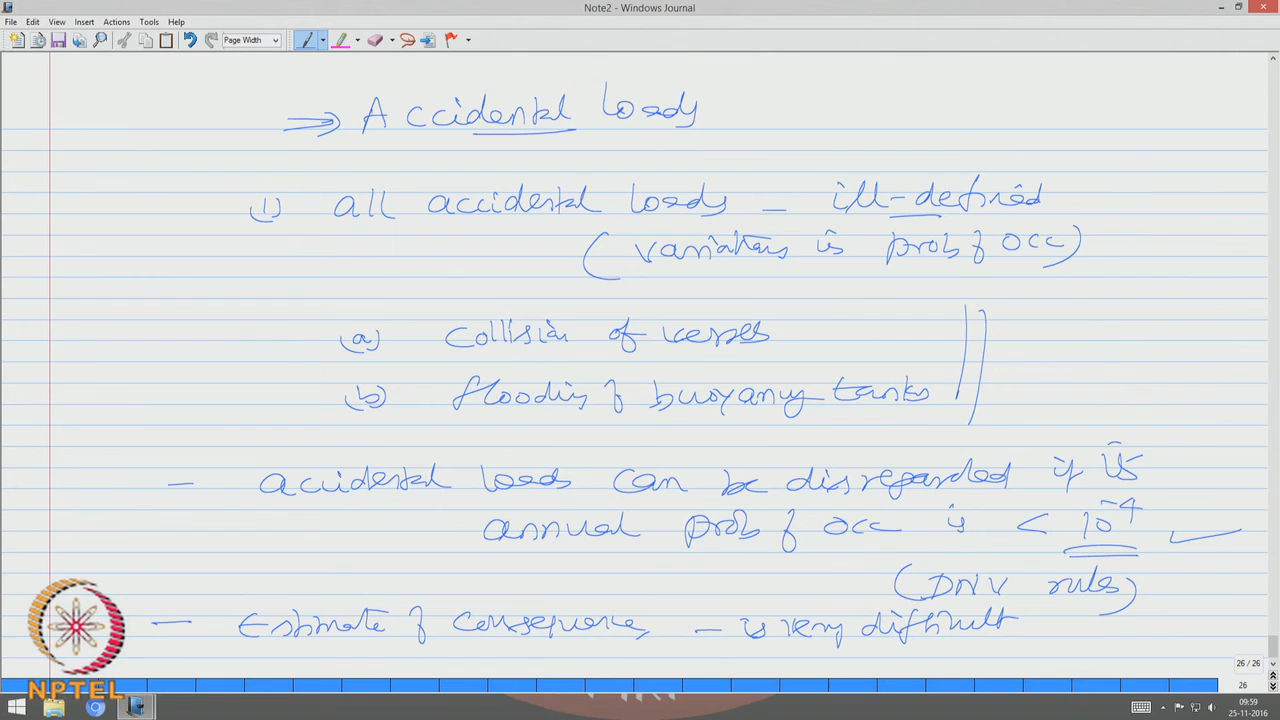 Note2 - Windows Journal
File Edit View Insert Actions Tools Help
Page Width
⇒ Accidental loads
(1) all accidental loads - ill-defined
(variations is prob of occ)
(a) Collision of vessels
(b) flooding of buoyancy tanks
- accidental loads can be disregarded if its
annual prob of occ is < 10⁻⁴ ✓
(DNV rules)
- Estimate of consequences - is very difficult
NPTEL
26 / 26
26
09:59
25-11-2016